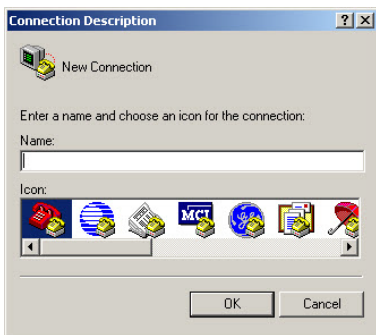 Connection Description
New Connection
Enter a name and choose an icon for the connection:
Name:
Icon:
MCI
OK
Cancel